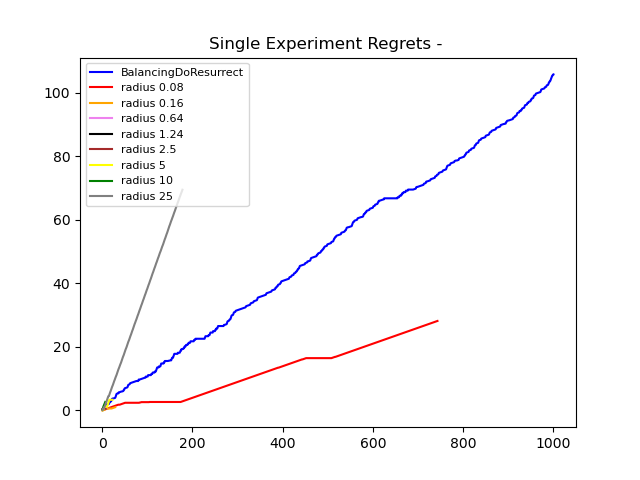 Single Experiment Regrets -
BalancingDoResurrect
radius 0.08
radius 0.16
radius 0.64
radius 1.24
radius 2.5
radius 5
radius 10
radius 25
100
80
60
40
20
0
0 200 400 600 800 1000